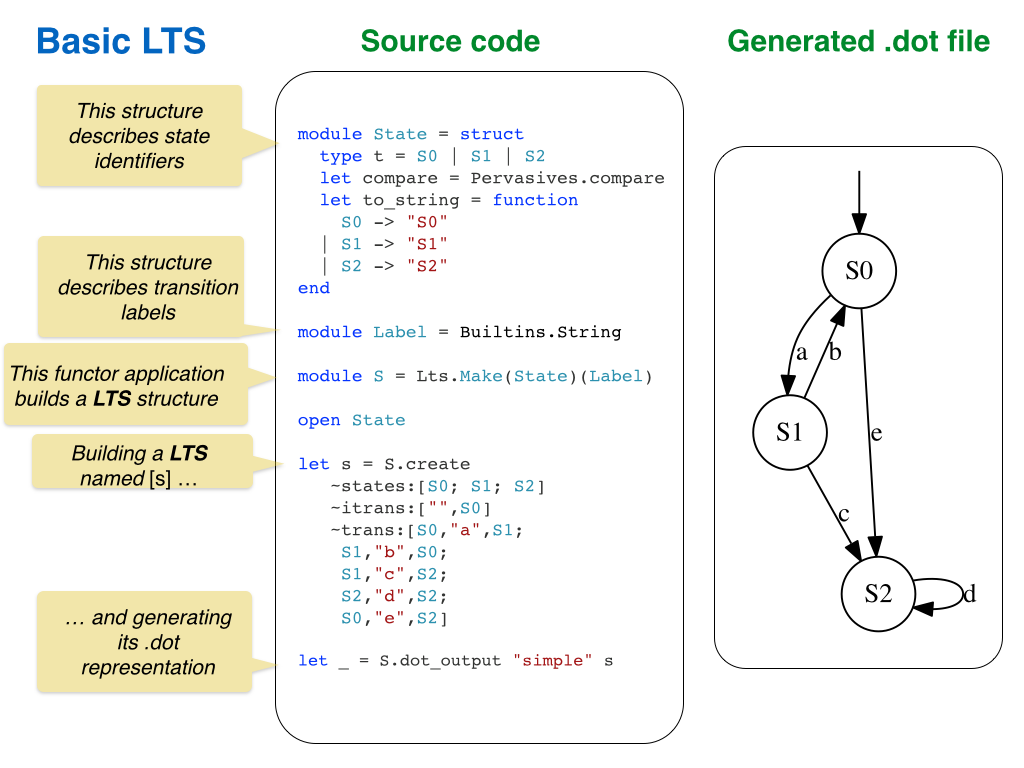 Basic LTS
Source code
Generated .dot file
This structure
describes state
identifiers
This structure
describes transition
labels
This functor application
builds a LTS structure
Building a LTS
named [s] …
… and generating
its .dot
representation
module State = struct
  type t = S0 | S1 | S2
  let compare = Pervasives.compare
  let to_string = function
    S0 -> "S0"
  | S1 -> "S1"
  | S2 -> "S2"
end
module Label = Builtins.String
module S = Lts.Make(State)(Label)
open State
let s = S.create
   ~states:[S0; S1; S2]
   ~itrans:["",S0]
   ~trans:[S0,"a",S1;
    S1,"b",S0;
    S1,"c",S2;
    S2,"d",S2;
    S0,"e",S2]
let _ = S.dot_output "simple" s
S0
a
b
S1
e
c
S2
d